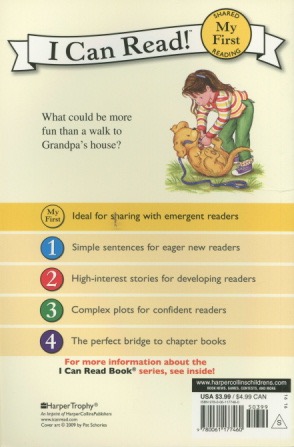 I Can Read!
SHARED
My First
READING
What could be more
fun than a walk to
Grandpa's house?
My First
Ideal for sharing with emergent readers
1
Simple sentences for eager new readers
2
High-interest stories for developing readers
3
Complex plots for confident readers
4
The perfect bridge to chapter books
For more information about the
I Can Read Book® series, see inside!
HarperTrophy®
An Imprint of HarperCollinsPublishers
www.icanread.com
Cover art © 2009 by Pat Schories
www.harpercollinschildrens.com
USA $3.99 / $4.99 CAN
50399
S
9 780061 177460